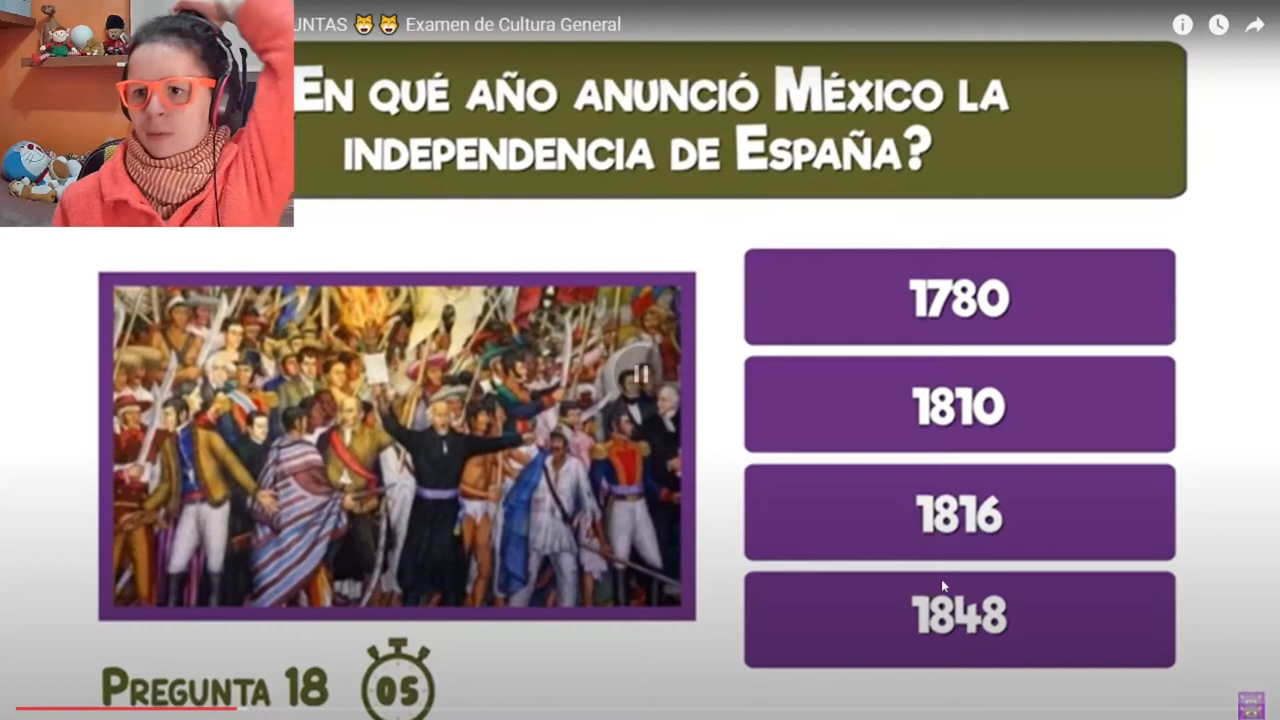 UNTAS 😹😹 Examen de Cultura General
En qué año anunció México la
independencia de España?
1780
1810
1816
1848
Pregunta 18
05